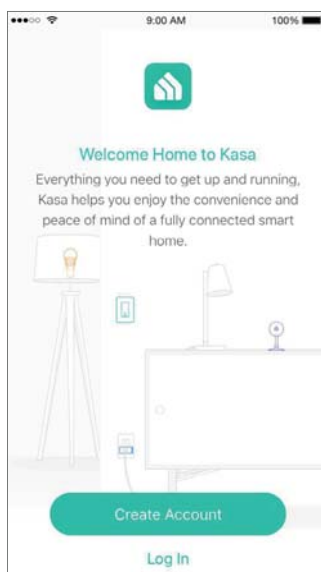 9:00 AM 100%
Welcome Home to Kasa
Everything you need to get up and running,
Kasa helps you enjoy the convenience and
peace of mind of a fully connected smart
home.
Create Account
Log In